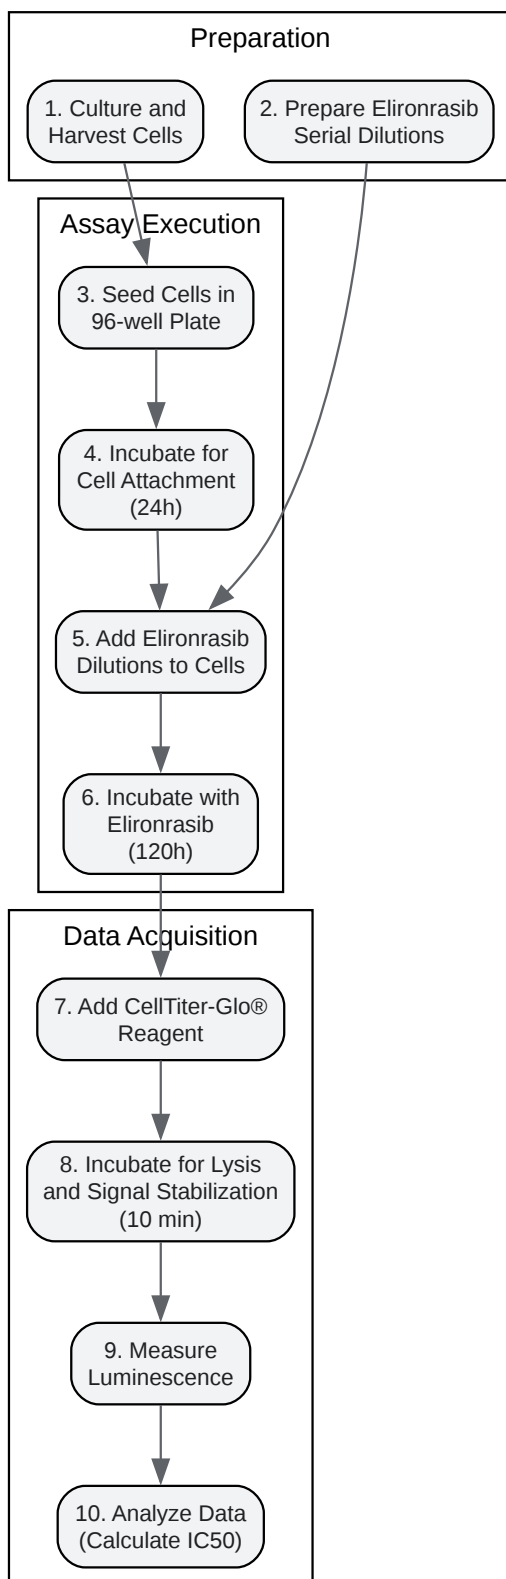 Preparation
1. Culture and
Harvest Cells
2. Prepare Elironrasib
Serial Dilutions
Assay Execution
3. Seed Cells in
96-well Plate
4. Incubate for
Cell Attachment
(24h)
5. Add Elironrasib
Dilutions to Cells
6. Incubate with
Elironrasib
(120h)
Data Acquisition
7. Add CellTiter-Glo®
Reagent
8. Incubate for Lysis
and Signal Stabilization
(10 min)
9. Measure
Luminescence
10. Analyze Data
(Calculate IC50)